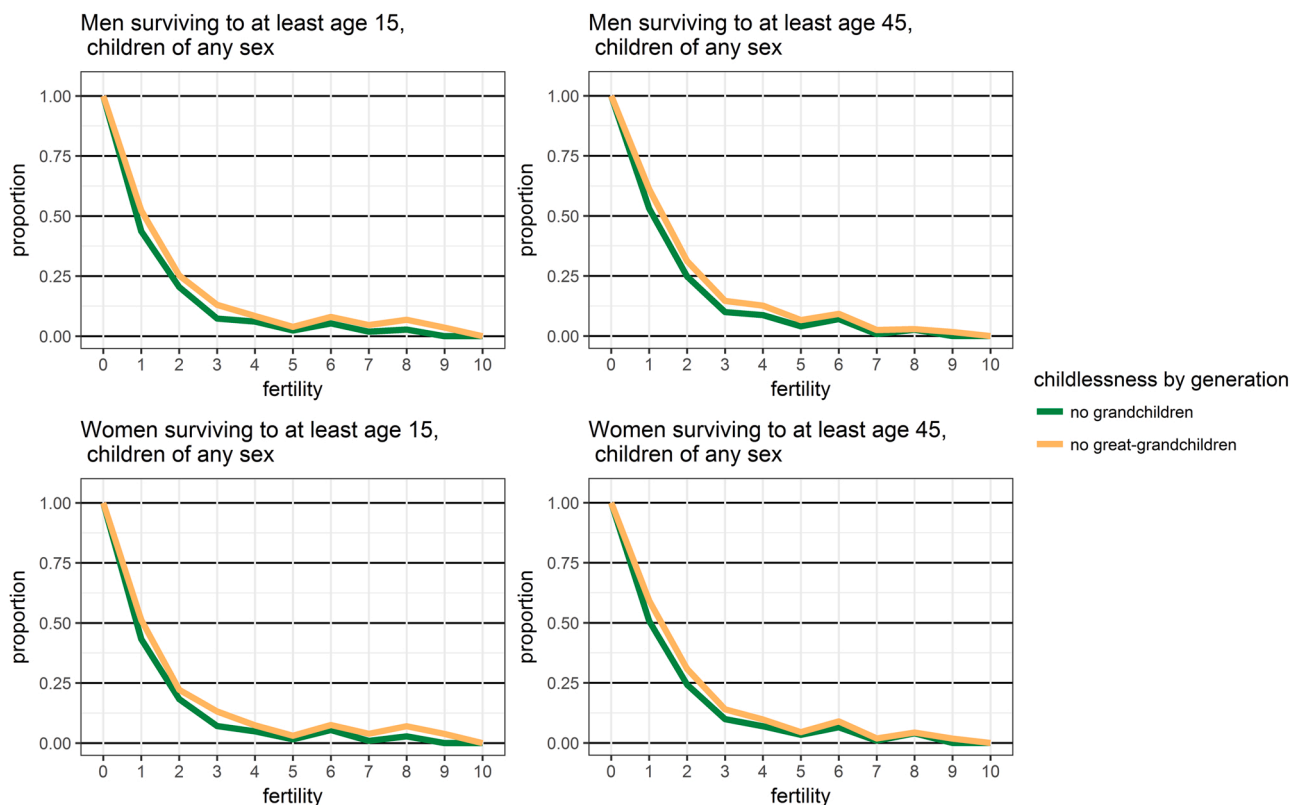 Men surviving to at least age 15,
children of any sex
1.00
0.75
0.50
0.25
0.00
proportion
0 1 2 3 4 5 6 7 8 9 10
fertility
Men surviving to at least age 45,
children of any sex
1.00
0.75
0.50
0.25
0.00
proportion
0 1 2 3 4 5 6 7 8 9 10
fertility
childlessness by generation
no grandchildren
no great-grandchildren
Women surviving to at least age 15,
children of any sex
1.00
0.75
0.50
0.25
0.00
proportion
0 1 2 3 4 5 6 7 8 9 10
fertility
Women surviving to at least age 45,
children of any sex
1.00
0.75
0.50
0.25
0.00
proportion
0 1 2 3 4 5 6 7 8 9 10
fertility